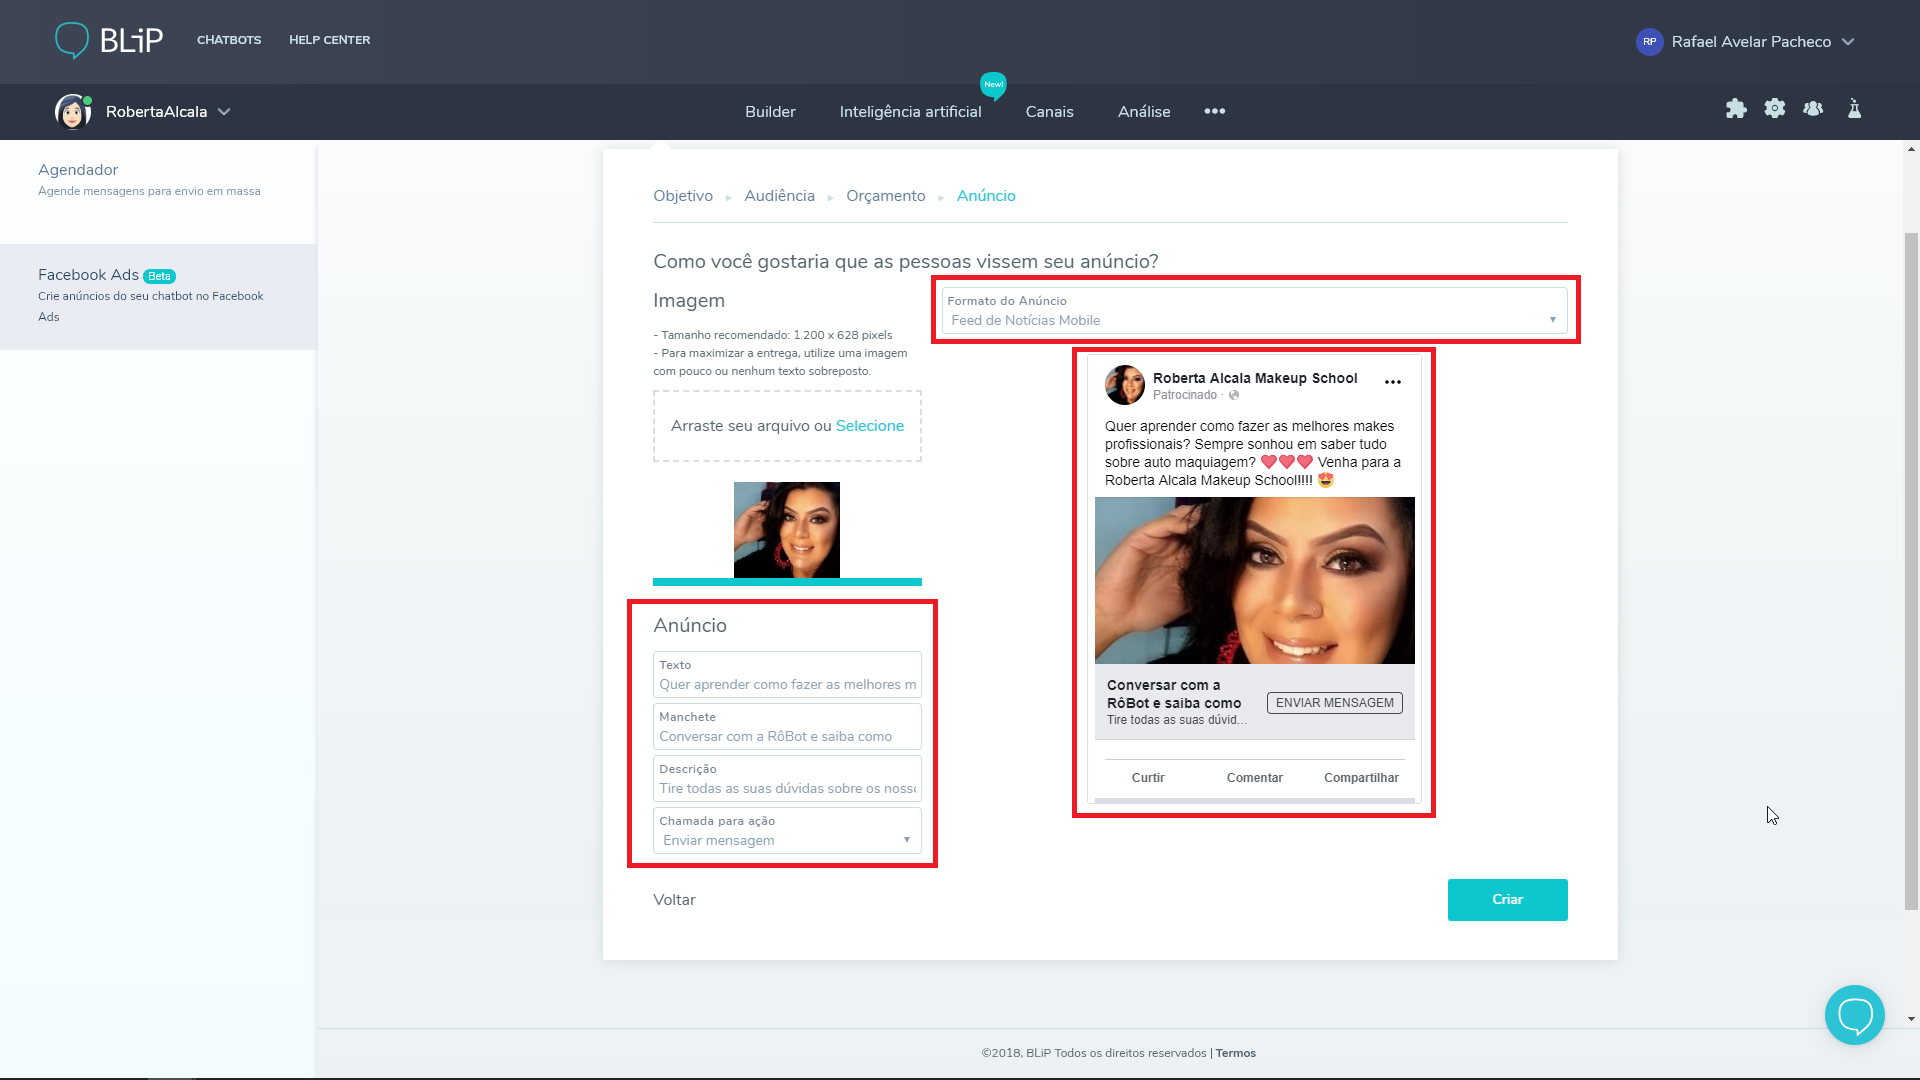 BLiP
CHATBOTS
HELP CENTER
RP
Rafael Avelar Pacheco
RobertaAlcala
Builder
Inteligência artificial
New!
Canais
Análise
Agendador
Agende mensagens para envio em massa
Facebook Ads Beta
Crie anúncios do seu chatbot no Facebook
Ads
Objetivo
Audiência
Orçamento
Anúncio
Como você gostaria que as pessoas vissem seu anúncio?
Imagem
- Tamanho recomendado: 1.200 x 628 pixels
- Para maximizar a entrega, utilize uma imagem
com pouco ou nenhum texto sobreposto.
Arraste seu arquivo ou Selecione
Anúncio
Texto
Quer aprender como fazer as melhores m
Manchete
Conversar com a RôBot e saiba como
Descrição
Tire todas as suas dúvidas sobre os nosso
Chamada para ação
Enviar mensagem
Formato do Anúncio
Feed de Notícias Mobile
Roberta Alcala Makeup School
Patrocinado ·
Quer aprender como fazer as melhores makes
profissionais? Sempre sonhou em saber tudo
sobre auto maquiagem? ❤❤❤ Venha para a
Roberta Alcala Makeup School!!!! 😍
Conversar com a
RôBot e saiba como
Tire todas as suas dúvid...
ENVIAR MENSAGEM
Curtir
Comentar
Compartilhar
Voltar
Criar
©2018, BLiP Todos os direitos reservados | Termos